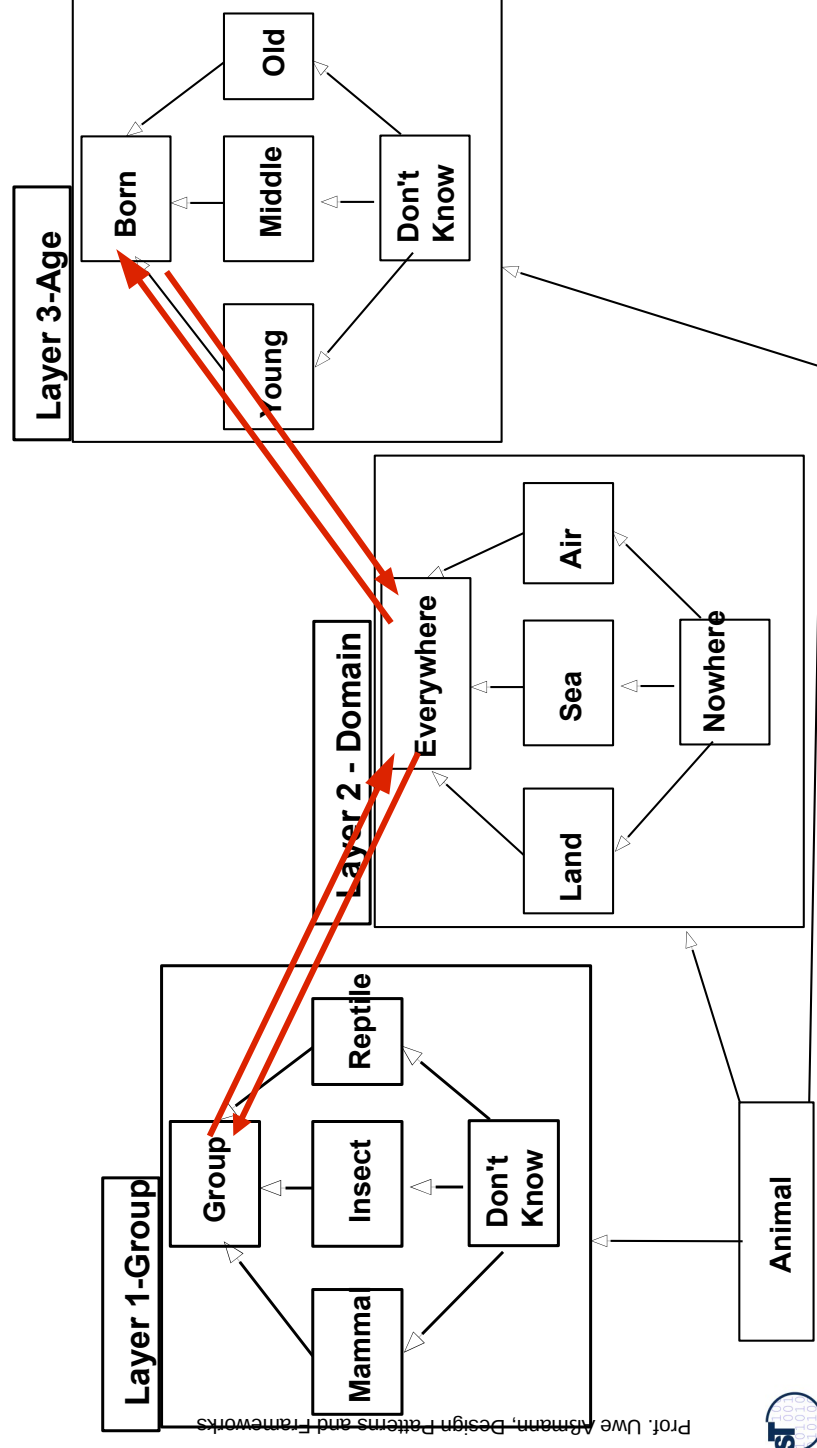 Layer 1-Group
Group
Mammal
Insect
Reptile
Don't
Know
Layer 2 - Domain
Everywhere
Land
Sea
Air
Nowhere
Layer 3-Age
Born
Young
Middle
Old
Don't
Know
Animal
Prof. Uwe Aßmann, Design Patterns and Frameworks
ST